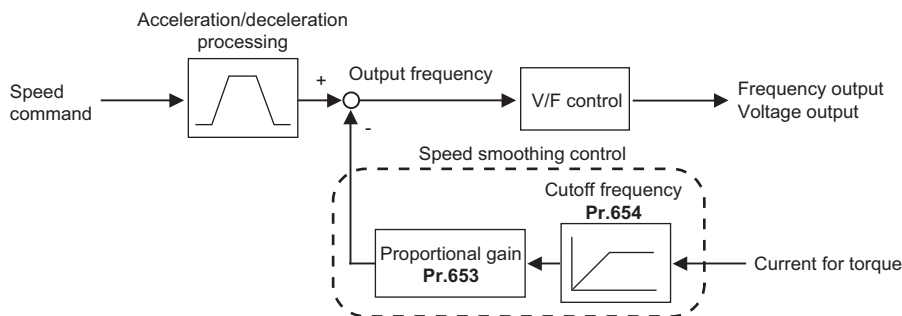 Acceleration/deceleration
processing
Speed
command
+
Output frequency
-
V/F control
Frequency output
Voltage output
Speed smoothing control
Cutoff frequency
Pr.654
Proportional gain
Pr.653
Current for torque